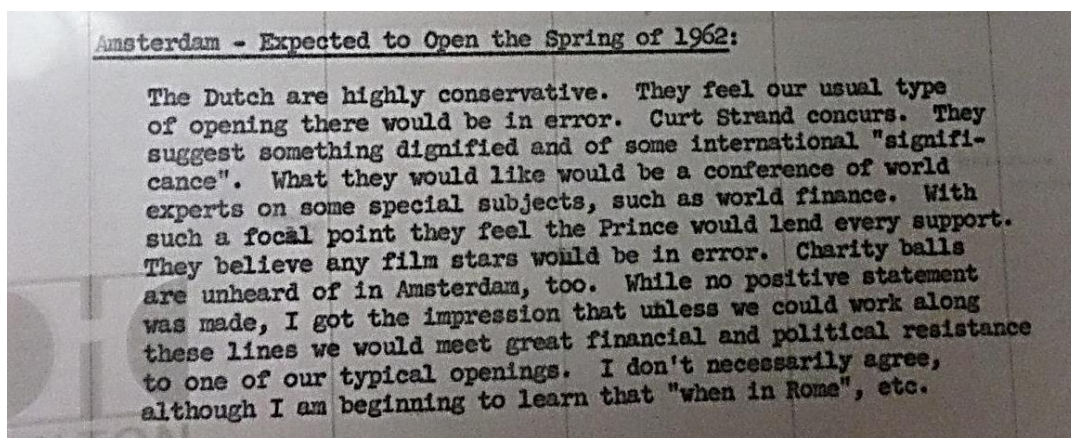 Amsterdam - Expected to Open the Spring of 1962:
The Dutch are highly conservative. They feel our usual type
of opening there would be in error. Curt Strand concurs. They
suggest something dignified and of some international "signifi-
cance". What they would like would be a conference of world
experts on some special subjects, such as world finance. With
such a focal point they feel the Prince would lend every support.
They believe any film stars would be in error. Charity balls
are unheard of in Amsterdam, too. While no positive statement
was made, I got the impression that unless we could work along
these lines we would meet great financial and political resistance
to one of our typical openings. I don't necessarily agree,
although I am beginning to learn that "when in Rome", etc.